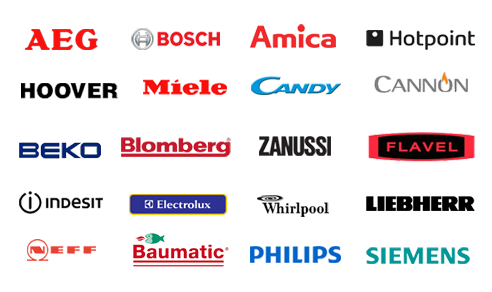 AEG BOSCH Amica Hotpoint
HOOVER Miele CANDY CANNON
BEKO Blomberg ZANUSSI FLAVEL
indesit Electrolux Whirlpool LIEBHERR
NEFF Baumatic PHILIPS SIEMENS